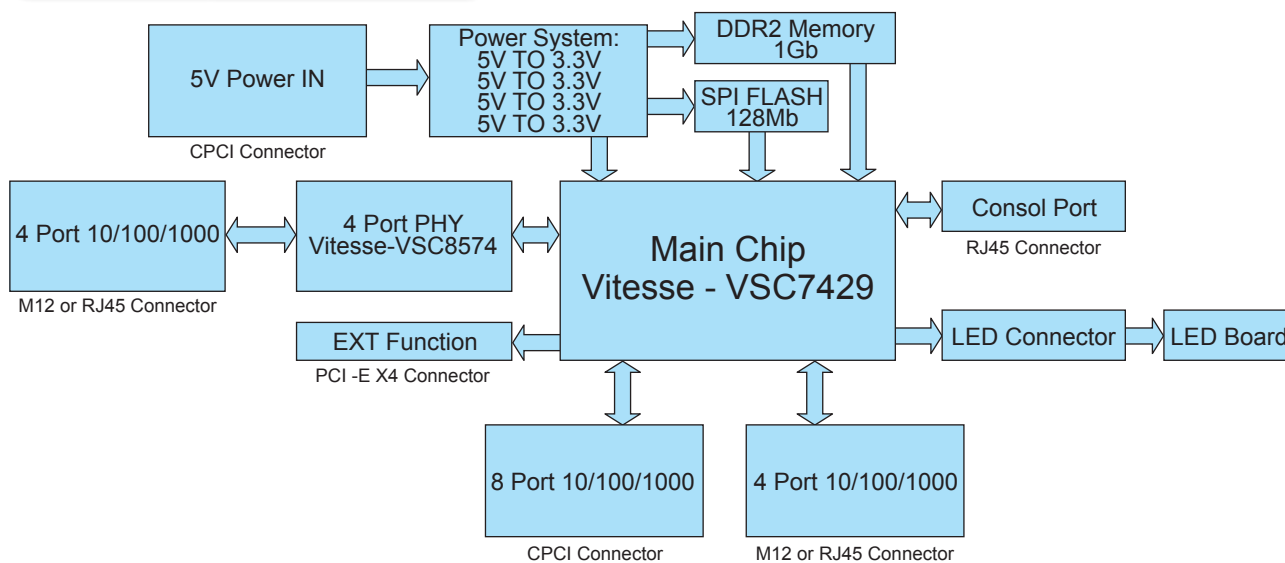 5V Power IN
CPCI Connector
Power System:
5V TO 3.3V
5V TO 3.3V
5V TO 3.3V
5V TO 3.3V
DDR2 Memory
1Gb
SPI FLASH
128Mb
4 Port 10/100/1000
M12 or RJ45 Connector
4 Port PHY
Vitesse-VSC8574
Main Chip
Vitesse - VSC7429
Consol Port
RJ45 Connector
EXT Function
PCI -E X4 Connector
LED Connector
LED Board
8 Port 10/100/1000
CPCI Connector
4 Port 10/100/1000
M12 or RJ45 Connector